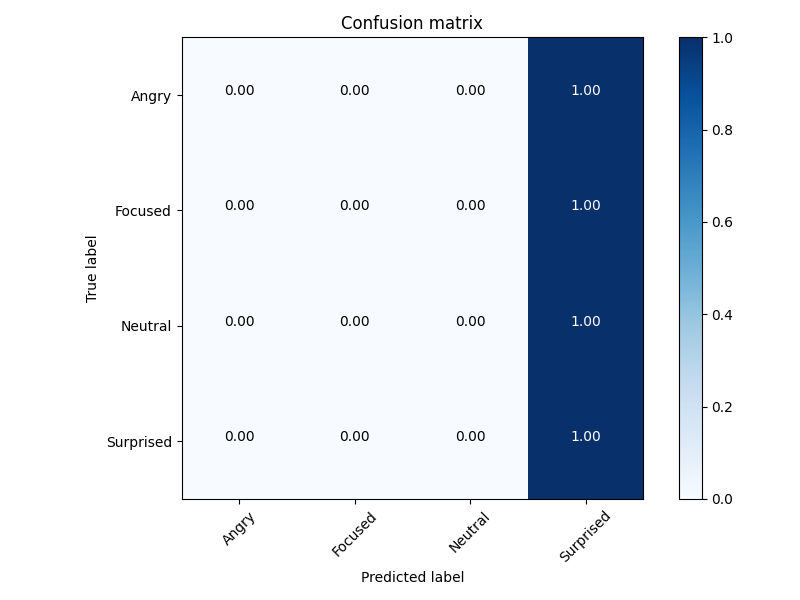 Confusion matrix
True label
Angry 0.00 0.00 0.00 1.00
Focused 0.00 0.00 0.00 1.00
Neutral 0.00 0.00 0.00 1.00
Surprised 0.00 0.00 0.00 1.00
Angry Focused Neutral Surprised
Predicted label
1.0
0.8
0.6
0.4
0.2
0.0